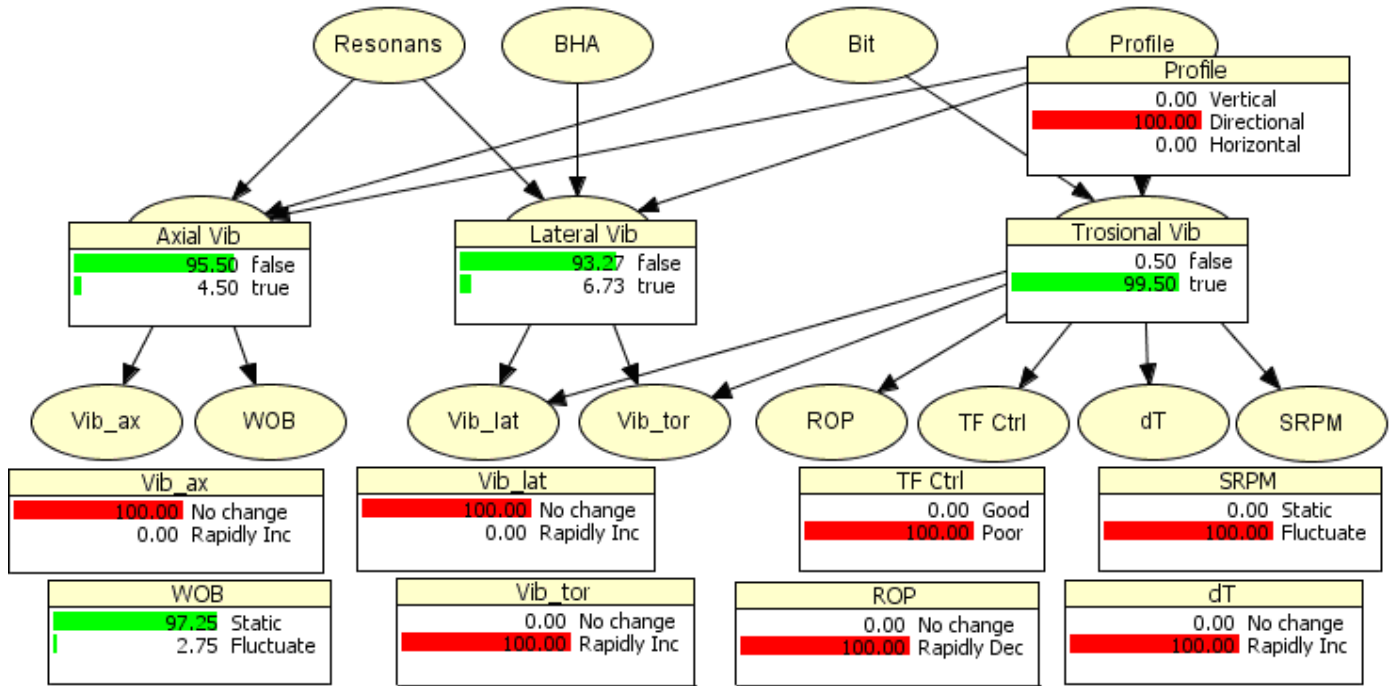 Resonans
BHA
Bit
Profile
Profile
0.00 Vertical
100.00 Directional
0.00 Horizontal
Axial Vib
95.50 false
4.50 true
Lateral Vib
93.27 false
6.73 true
Trosional Vib
0.50 false
99.50 true
Vib_ax
WOB
Vib_lat
Vib_tor
ROP
TF Ctrl
dT
SRPM
Vib_ax
100.00 No change
0.00 Rapidly Inc
Vib_lat
100.00 No change
0.00 Rapidly Inc
TF Ctrl
0.00 Good
100.00 Poor
SRPM
0.00 Static
100.00 Fluctuate
WOB
97.25 Static
2.75 Fluctuate
Vib_tor
0.00 No change
100.00 Rapidly Inc
ROP
0.00 No change
100.00 Rapidly Dec
dT
0.00 No change
100.00 Rapidly Inc